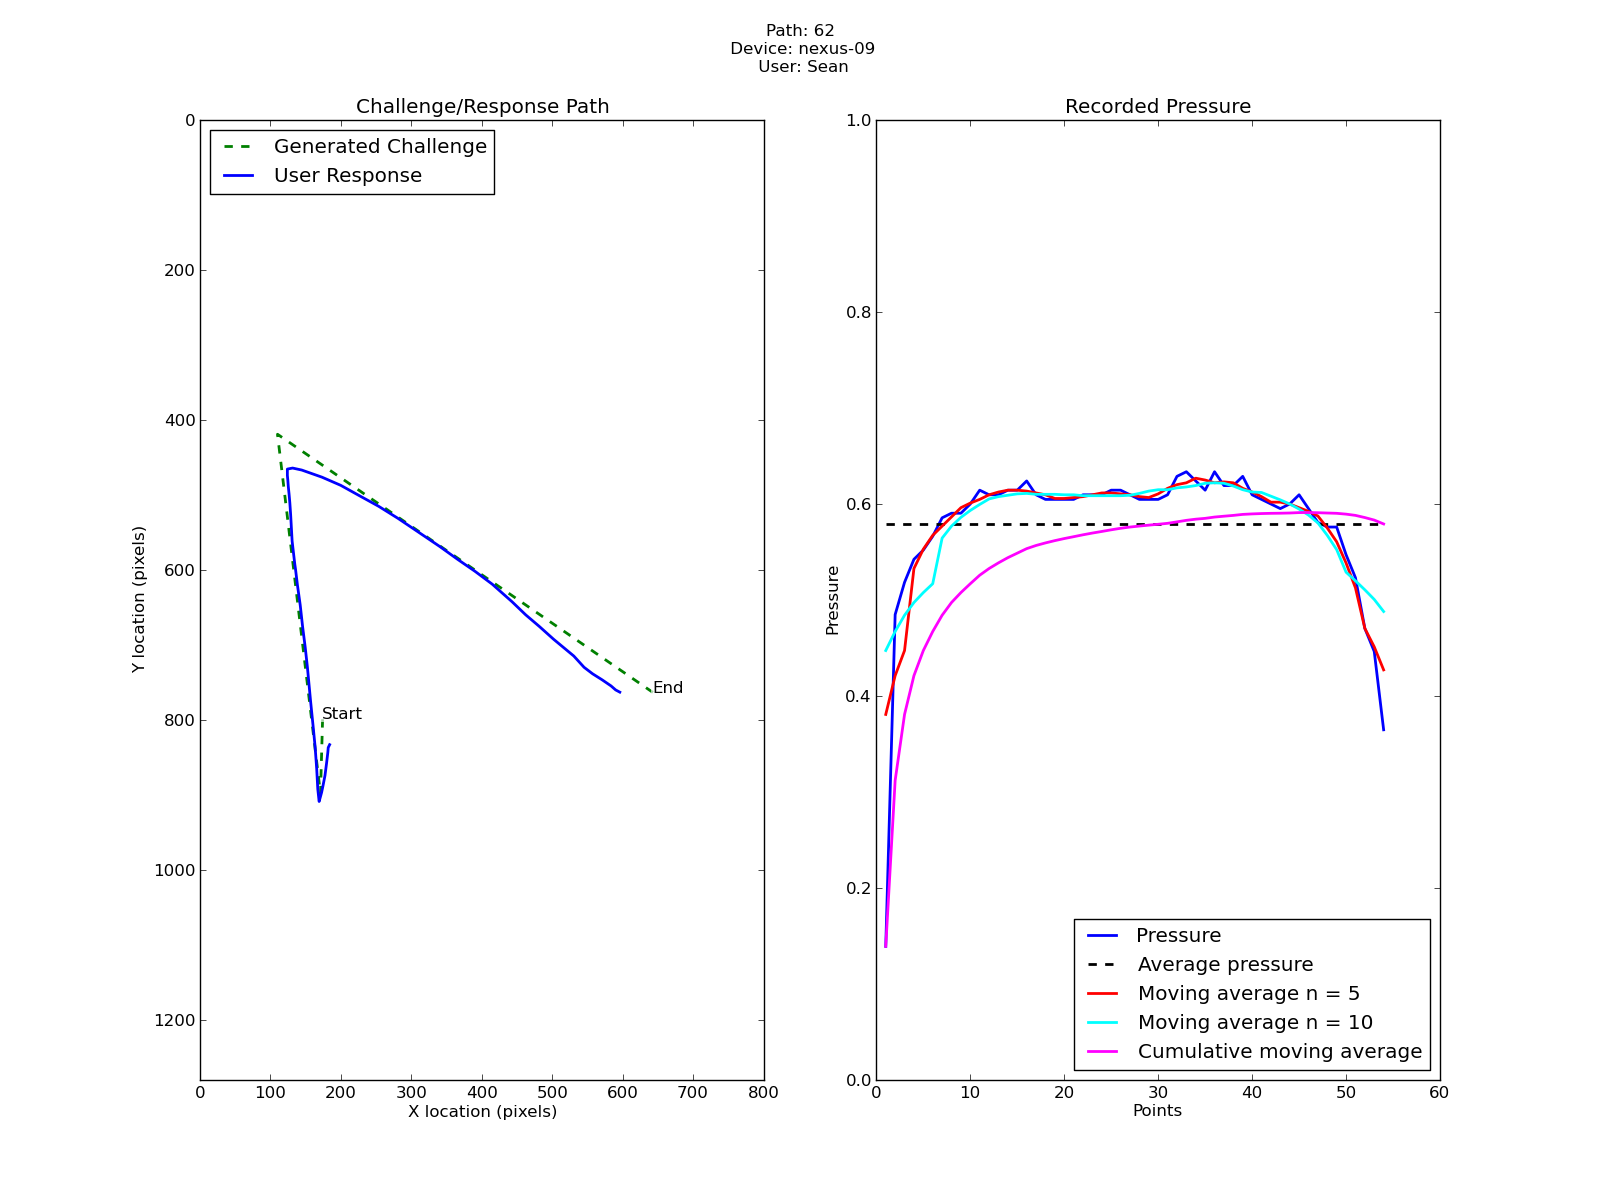 Path: 62
Device: nexus-09
User: Sean
Challenge/Response Path
Generated Challenge
User Response
0
200
400
600
800
1000
1200
Y location (pixels)
Start
End
0 100 200 300 400 500 600 700 800
X location (pixels)
Recorded Pressure
1.0
0.8
0.6
0.4
0.2
0.0
Pressure
Pressure
Average pressure
Moving average n = 5
Moving average n = 10
Cumulative moving average
0 10 20 30 40 50 60
Points